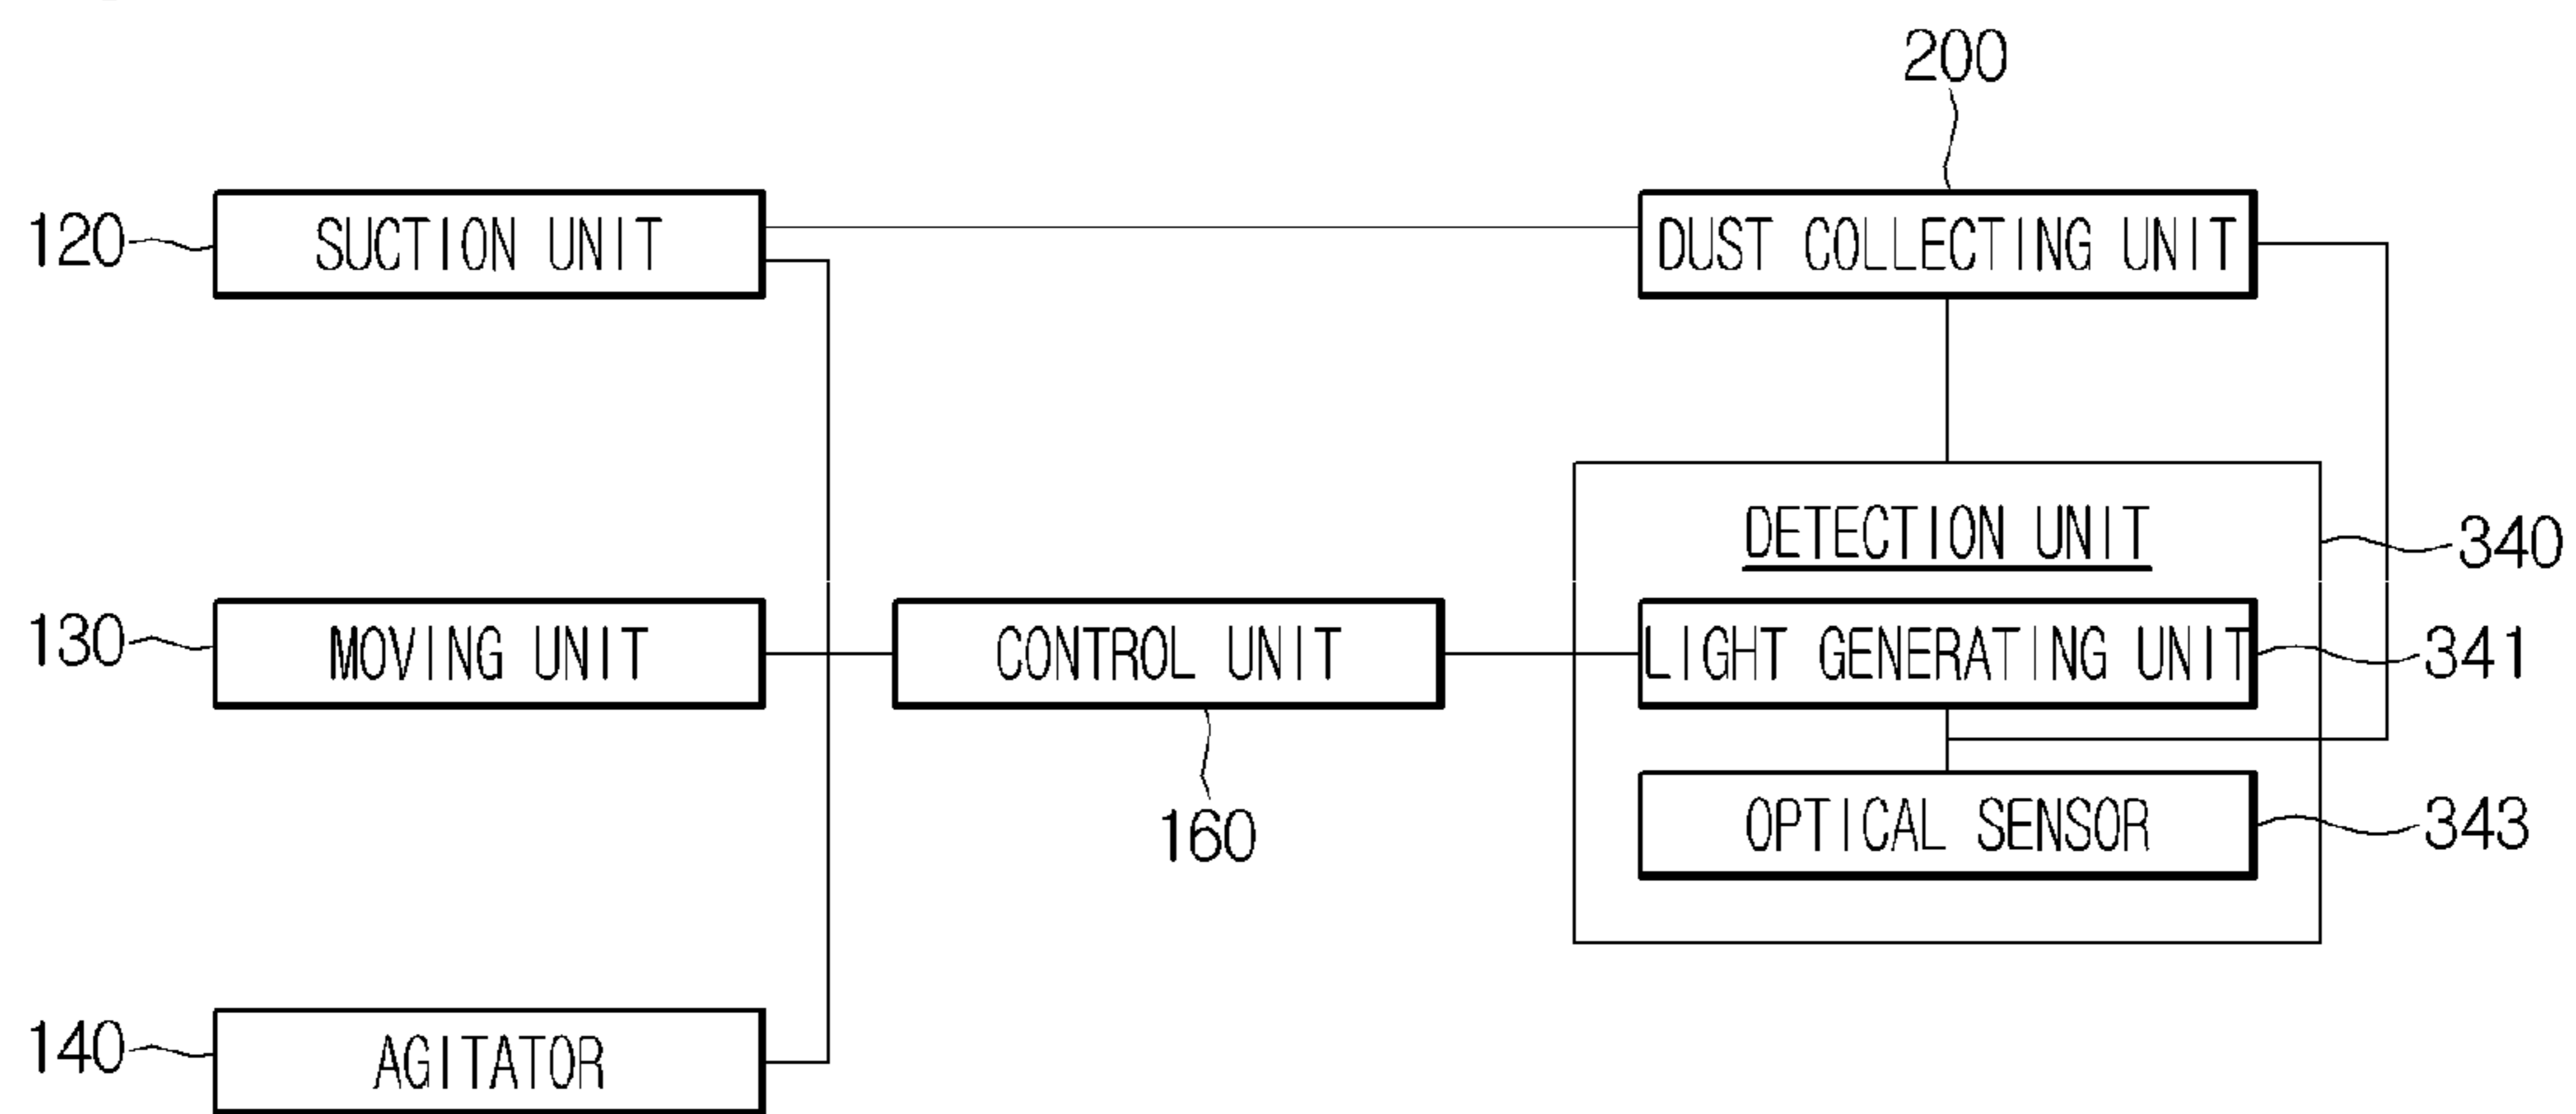 200
120
SUCTION UNIT
DUST COLLECTING UNIT
DETECTION UNIT
340
130
MOVING UNIT
CONTROL UNIT
LIGHT GENERATING UNIT
341
160
OPTICAL SENSOR
343
140
AGITATOR